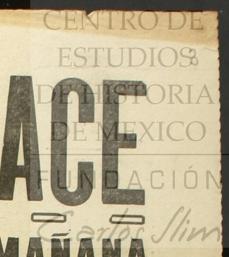 CENTRO DE
ESTUDIOS
DE HISTORIA
DE MEXICO
ACE
FUNDACIÓN
Carlos Slim
MAÑANA